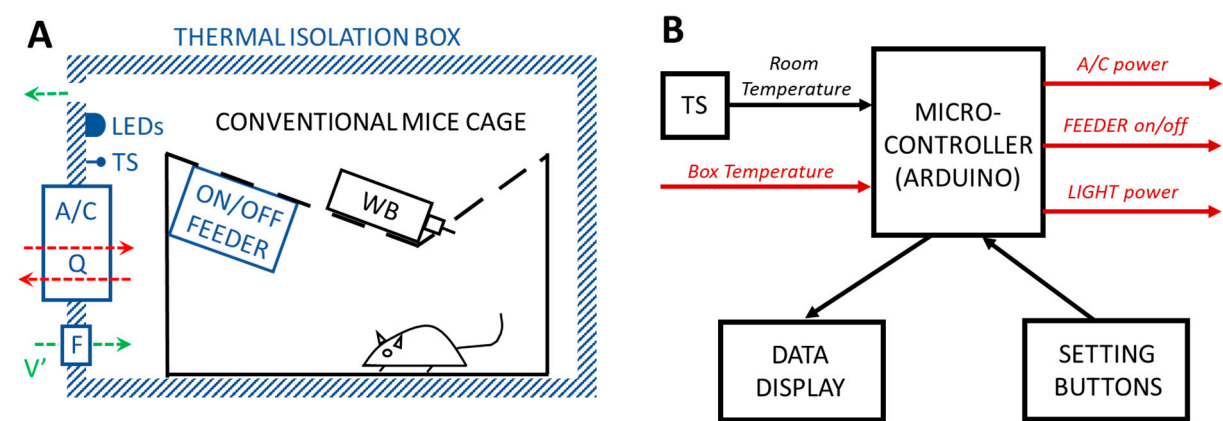 A
THERMAL ISOLATION BOX
LEDs
CONVENTIONAL MICE CAGE
TS
A/C
ON/OFF
FEEDER
WB
Q
F
V'
B
TS
Room
Temperature
Box Temperature
MICRO-
CONTROLLER
(ARDUINO)
A/C power
FEEDER on/off
LIGHT power
DATA
DISPLAY
SETTING
BUTTONS